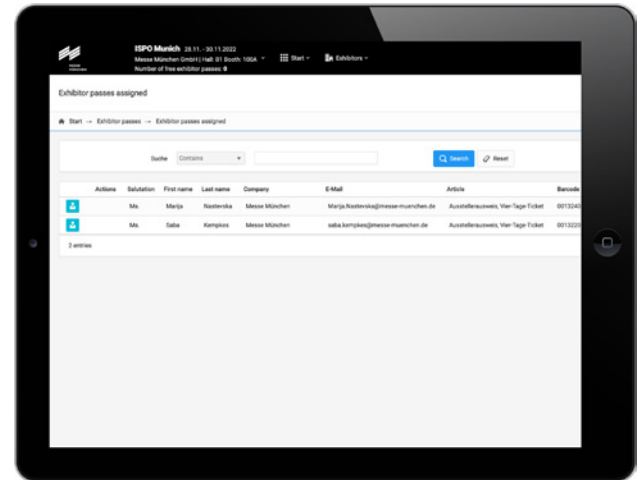 ISPO Munich 28.11. - 30.11.2022
Messe München GmbH | Hall: B1 Booth: 100A
Number of free exhibitor passes: 0
Start
Exhibitors
Exhibitor passes assigned
Start → Exhibitor passes → Exhibitor passes assigned
Suche Contains Search Reset
Actions Salutation First name Last name Company E-Mail Article Barcode
Ms. Marija Nastevska Messe München Marija.Nastevska@messe-muenchen.de Ausstellerausweis, Vier-Tage-Ticket 0013240
Ms. Saba Kempkes Messe München saba.kempkes@messe-muenchen.de Ausstellerausweis, Vier-Tage-Ticket 0013220
2 entries